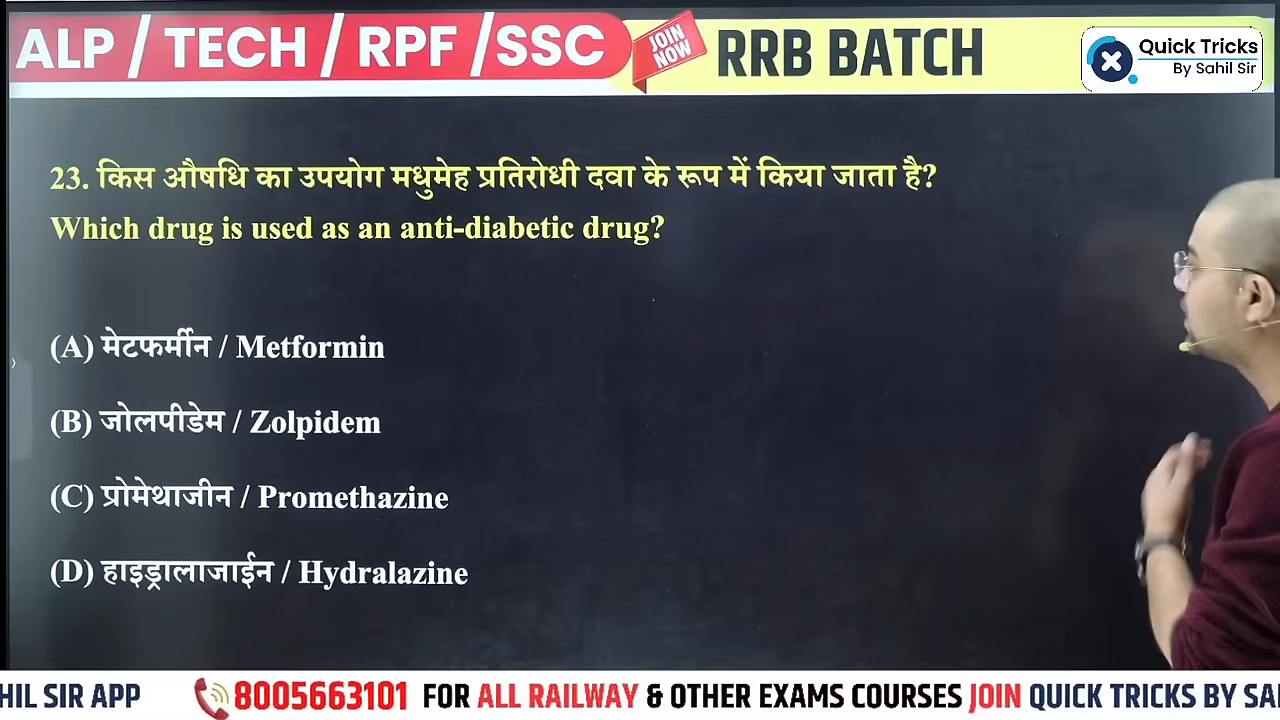 ALP / TECH / RPF / SSC
JOIN NOW
RRB BATCH
Quick Tricks
By Sahil Sir
23. किस औषधि का उपयोग मधुमेह प्रतिरोधी दवा के रूप में किया जाता है?
Which drug is used as an anti-diabetic drug?
(A) मेटफर्मीन / Metformin
(B) जोलपीडेम / Zolpidem
(C) प्रोमेथाजीन / Promethazine
(D) हाइड्रालाजाईन / Hydralazine
HIL SIR APP 8005663101 FOR ALL RAILWAY & OTHER EXAMS COURSES JOIN QUICK TRICKS BY SA